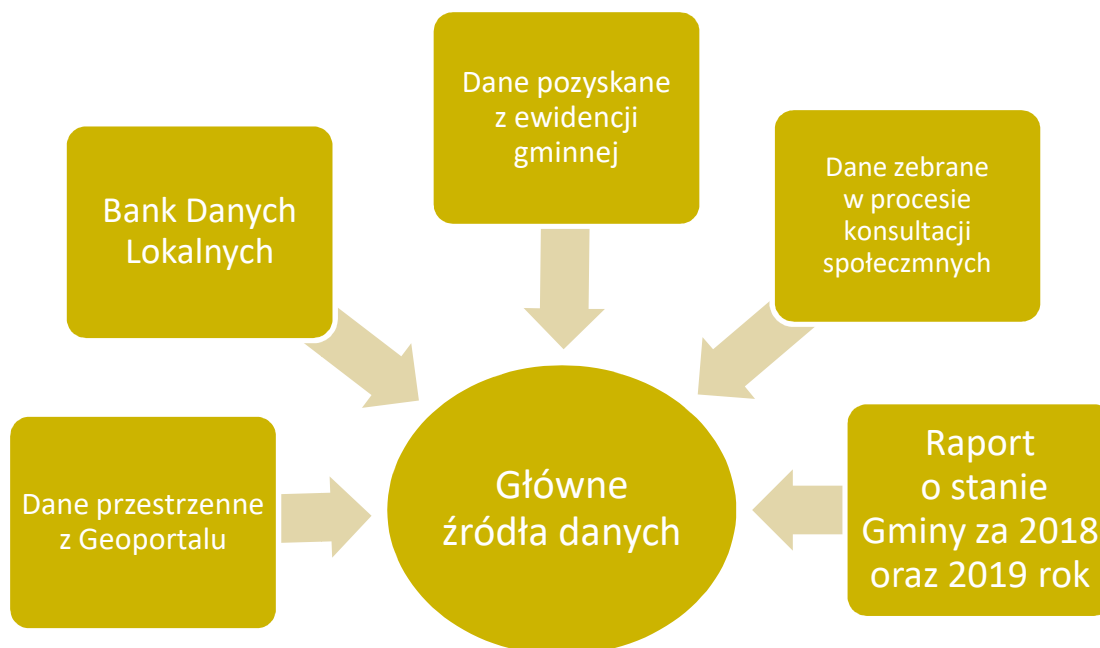 Dane pozyskane
z ewidencji
gminnej
Bank Danych
Lokalnych
Dane zebrane
w procesie
konsultacji
społeczmnych
Dane przestrzenne
z Geoportalu
Główne
źródła danych
Raport
o stanie
Gminy za 2018
oraz 2019 rok